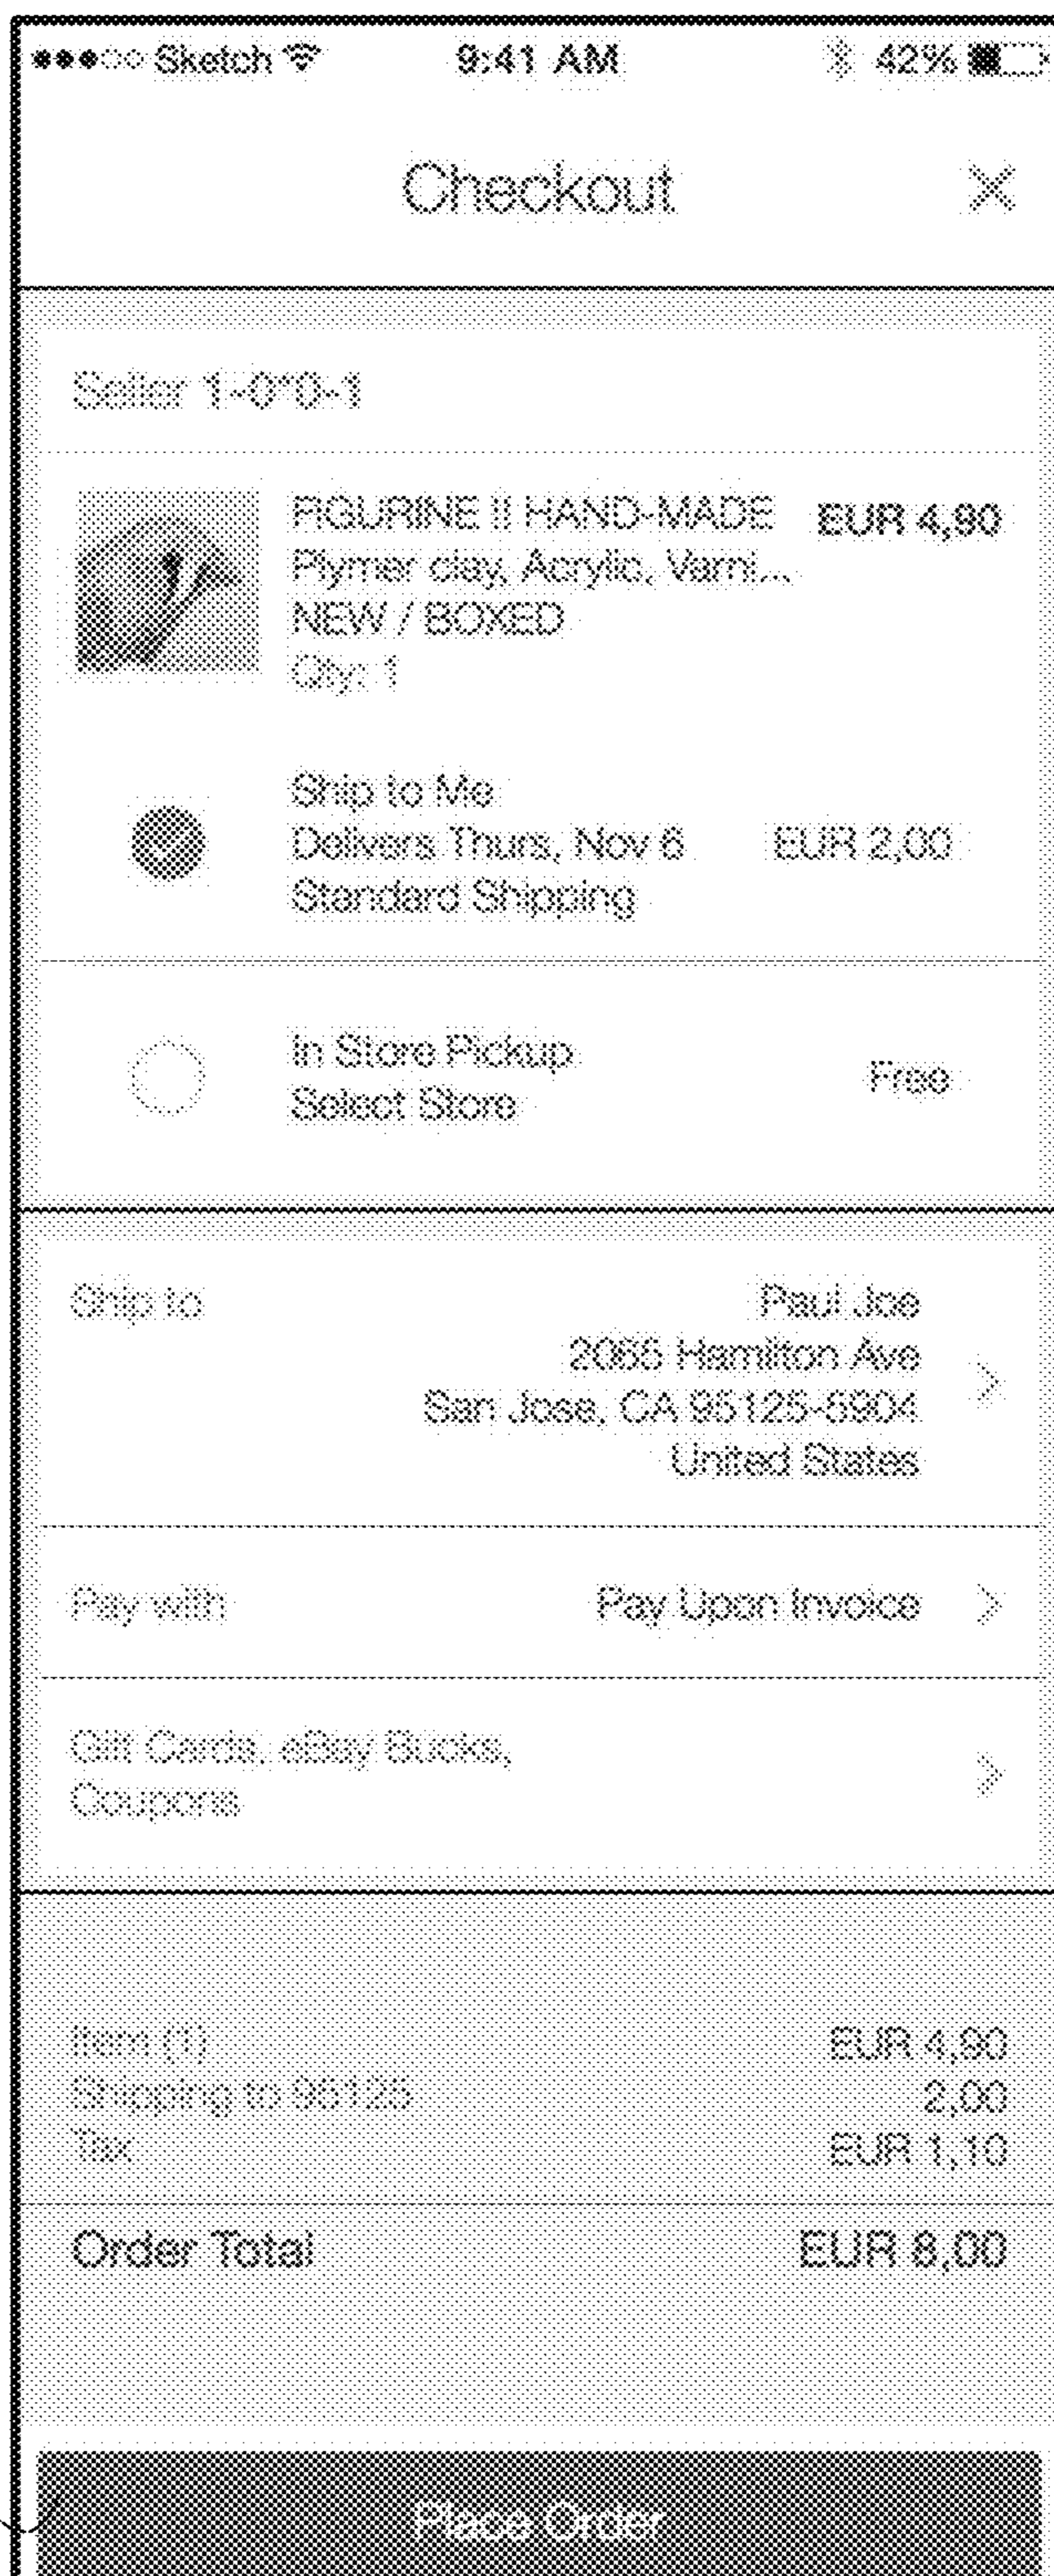 Sketch 9:41 AM 42%
Checkout
Seller 1-0*0-1
FIGURINE !! HAND-MADE EUR 4,90
Plymer clay, Acrylic, Varni...
NEW / BOXED
Qty: 1
Ship to Me
Delivers Thurs, Nov 6 EUR 2,00
Standard Shipping
In Store Pickup
Select Store
Free
Ship to
Paul Joe
2065 Hamilton Ave
San Jose, CA 95125-5904
United States
Pay with Pay Upon Invoice
Gift Cards, eBay Bucks,
Coupons
Item (1) EUR 4,90
Shipping to 95125 2,00
Tax EUR 1,10
Order Total EUR 8,00
Place Order